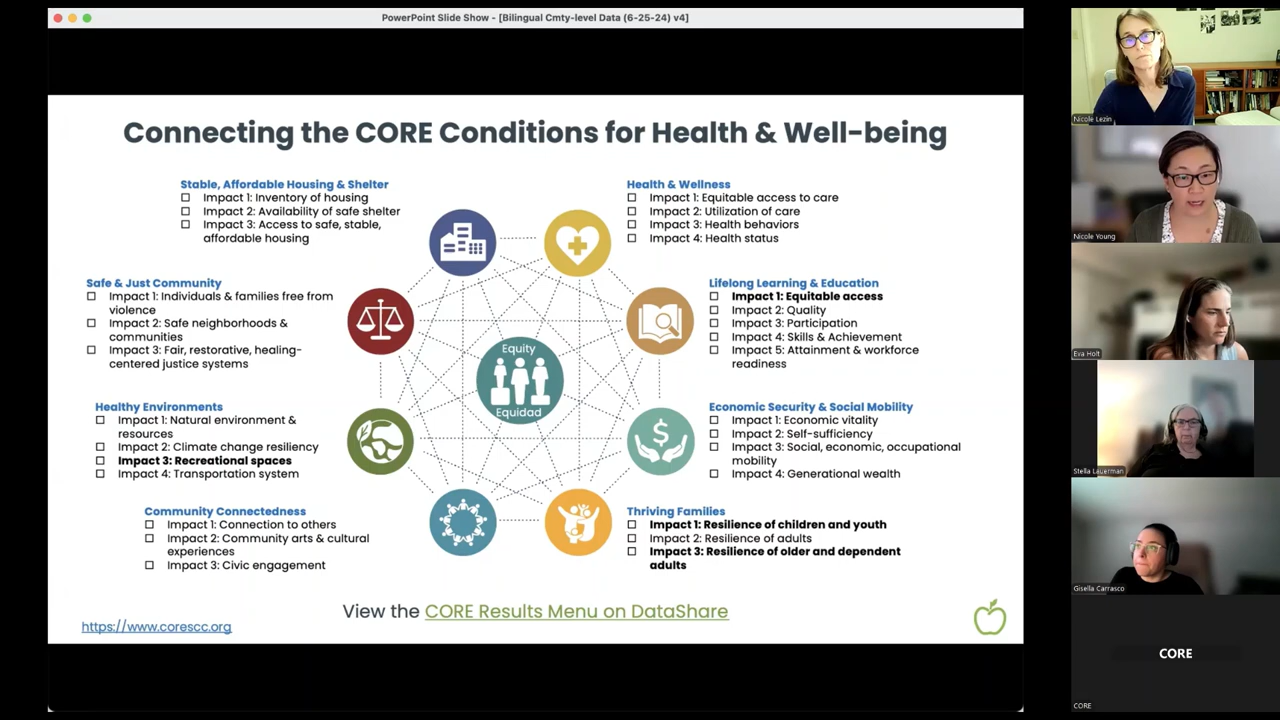 PowerPoint Slide Show - [Bilingual Cmty-level Data (6-25-24) v4]
Connecting the CORE Conditions for Health & Well-being
Stable, Affordable Housing & Shelter
☐ Impact 1: Inventory of housing
☐ Impact 2: Availability of safe shelter
☐ Impact 3: Access to safe, stable,
affordable housing
Health & Wellness
☐ Impact 1: Equitable access to care
☐ Impact 2: Utilization of care
☐ Impact 3: Health behaviors
☐ Impact 4: Health status
Safe & Just Community
☐ Impact 1: Individuals & families free from
violence
☐ Impact 2: Safe neighborhoods &
communities
☐ Impact 3: Fair, restorative, healing-
centered justice systems
Lifelong Learning & Education
☐ Impact 1: Equitable access
☐ Impact 2: Quality
☐ Impact 3: Participation
☐ Impact 4: Skills & Achievement
☐ Impact 5: Attainment & workforce
readiness
Equity
Equidad
Healthy Environments
☐ Impact 1: Natural environment &
resources
☐ Impact 2: Climate change resiliency
☐ Impact 3: Recreational spaces
☐ Impact 4: Transportation system
Economic Security & Social Mobility
☐ Impact 1: Economic vitality
☐ Impact 2: Self-sufficiency
☐ Impact 3: Social, economic, occupational
mobility
☐ Impact 4: Generational wealth
$
Community Connectedness
☐ Impact 1: Connection to others
☐ Impact 2: Community arts & cultural
experiences
☐ Impact 3: Civic engagement
Thriving Families
☐ Impact 1: Resilience of children and youth
☐ Impact 2: Resilience of adults
☐ Impact 3: Resilience of older and dependent
adults
View the CORE Results Menu on DataShare
https://www.corescc.org
Nicole Lezin
Nicole Young
Eva Holt
Stella Lauerman
Gisella Carrasco
CORE
CORE